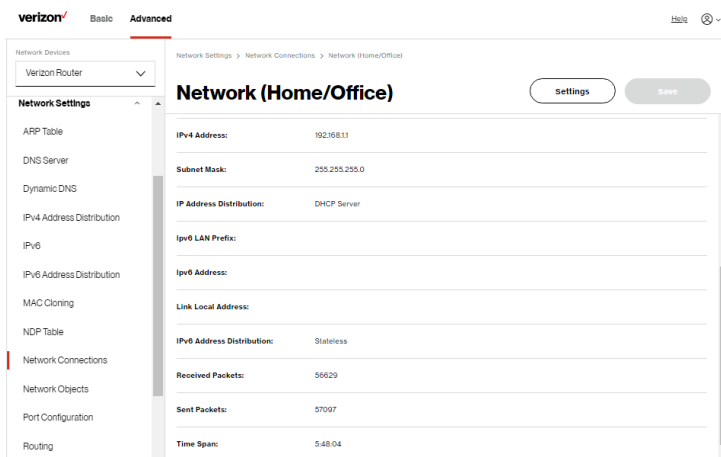 verizon✓ Basic Advanced Help
Network Devices
Verizon Router
Network Settings
ARP Table
DNS Server
Dynamic DNS
IPv4 Address Distribution
IPv6
IPv6 Address Distribution
MAC Cloning
NDP Table
Network Connections
Network Objects
Port Configuration
Routing
Network Settings > Network Connections > Network (Home/Office)
Network (Home/Office) Settings Save
IPv4 Address: 192.168.1.1
Subnet Mask: 255.255.255.0
IP Address Distribution: DHCP Server
Ipv6 LAN Prefix:
Ipv6 Address:
Link Local Address:
IPv6 Address Distribution: Stateless
Received Packets: 56629
Sent Packets: 57097
Time Span: 5:48:04